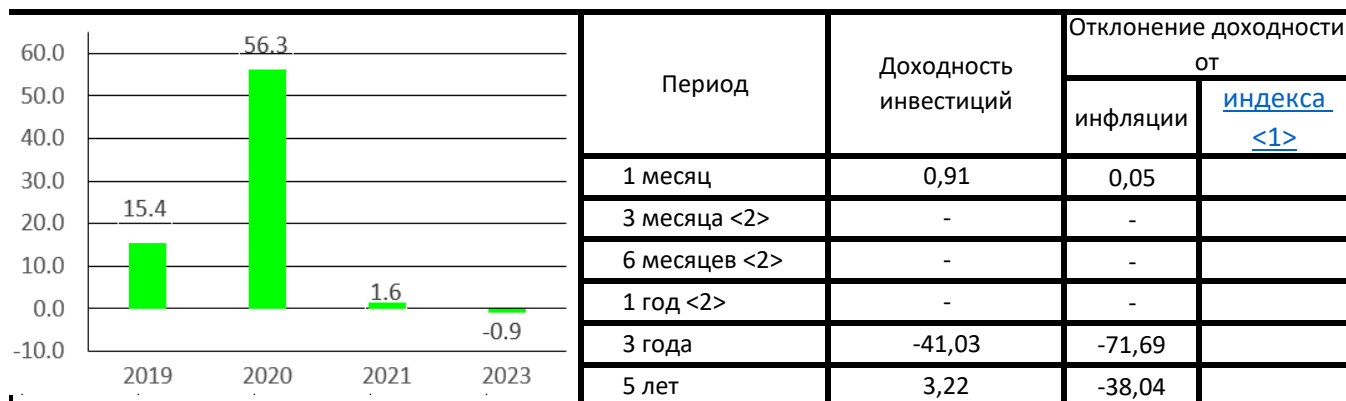 60.0
50.0
40.0
30.0
20.0
10.0
0.0
-10.0
15.4
56.3
1.6
-0.9
2019 2020 2021 2023
Период
Доходность
инвестиций
Отклонение доходности
от
инфляции
индекса
<1>
1 месяц 0,91 0,05
3 месяца <2> - -
6 месяцев <2> - -
1 год <2> - -
3 года -41,03 -71,69
5 лет 3,22 -38,04